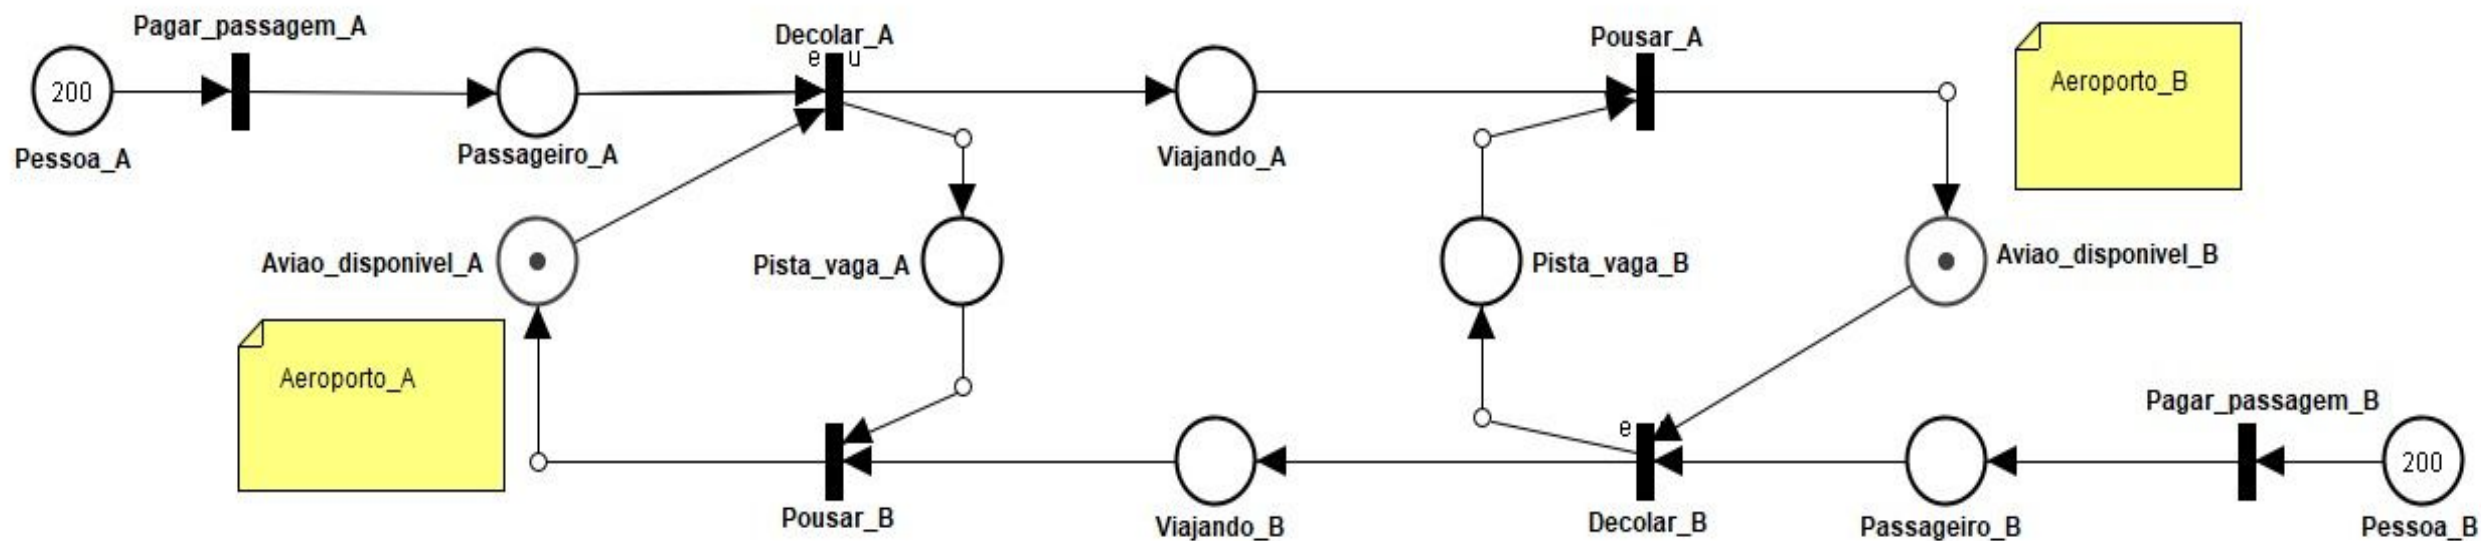 Pagar_passagem_A
Decolar_A
Pousar_A
e u
200
Aeroporto_B
Pessoa_A
Passageiro_A
Viajando_A
Aviao_disponivel_A
Pista_vaga_A
Pista_vaga_B
Aviao_disponivel_B
Aeroporto_A
Pagar_passagem_B
e
200
Pousar_B
Viajando_B
Decolar_B
Passageiro_B
Pessoa_B